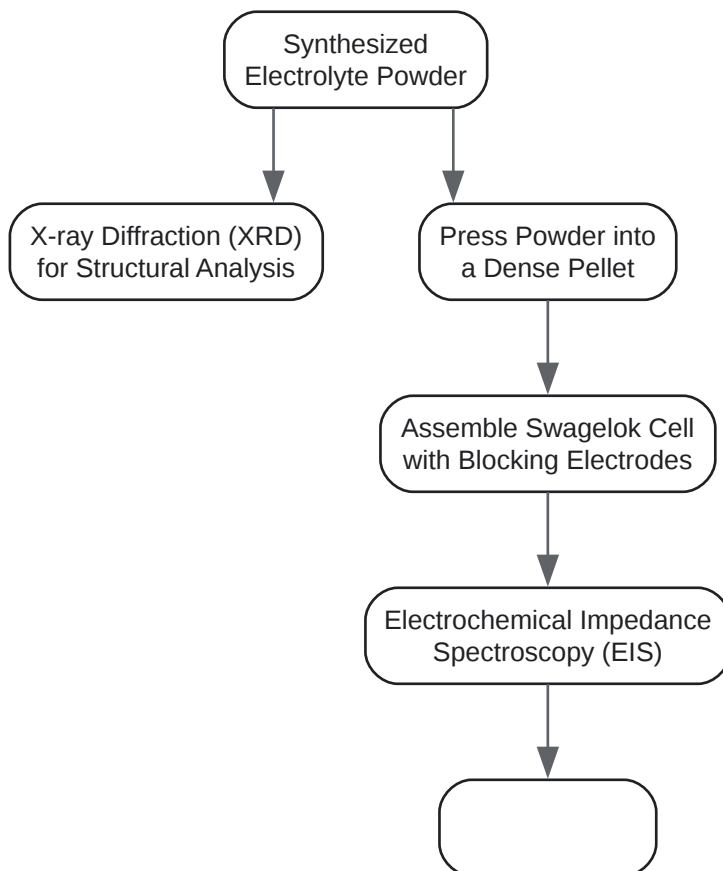 Synthesized
Electrolyte Powder
X-ray Diffraction (XRD)
for Structural Analysis
Press Powder into
a Dense Pellet
Assemble Swagelok Cell
with Blocking Electrodes
Electrochemical Impedance
Spectroscopy (EIS)